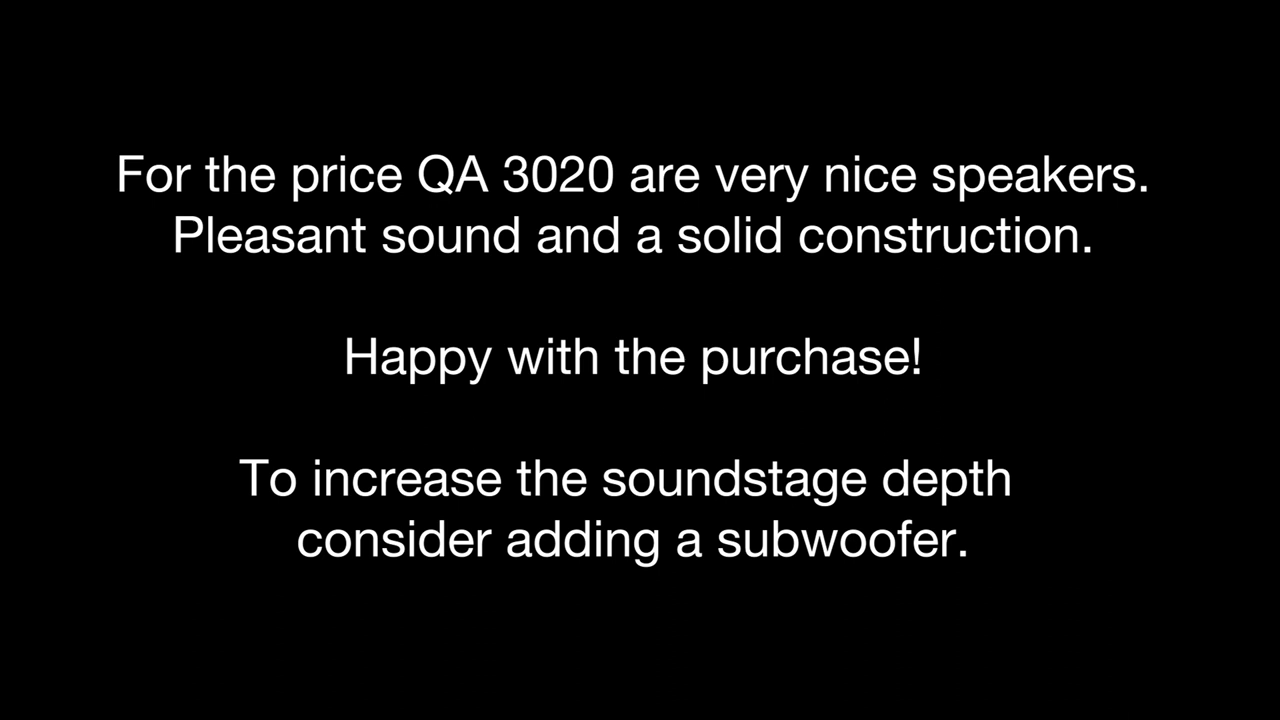 For the price QA 3020 are very nice speakers.
Pleasant sound and a solid construction.
Happy with the purchase!
To increase the soundstage depth
consider adding a subwoofer.